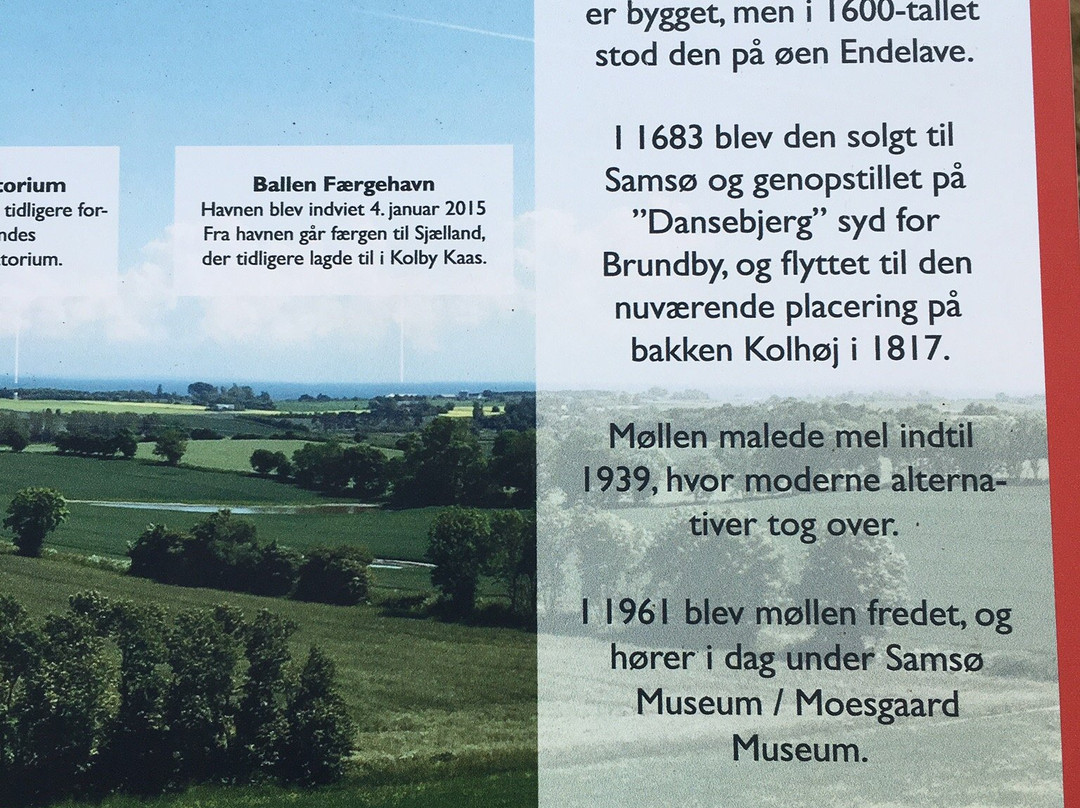 torium
tidligere for-
ndes
torium.
Ballen Færgehavn
Havnen blev indviet 4. januar 2015
Fra havnen går færgen til Sjælland,
der tidligere lagde til i Kolby Kaas.
er bygget, men i 1600-tallet
stod den på øen Endelave.
I 1683 blev den solgt til
Samsø og genopstillet på
”Dansebjerg” syd for
Brundby, og flyttet til den
nuværende placering på
bakken Kolhøj i 1817.
Møllen malede mel indtil
1939, hvor moderne alterna-
tiver tog over.
I 1961 blev møllen fredet, og
hører i dag under Samsø
Museum / Moesgaard
Museum.